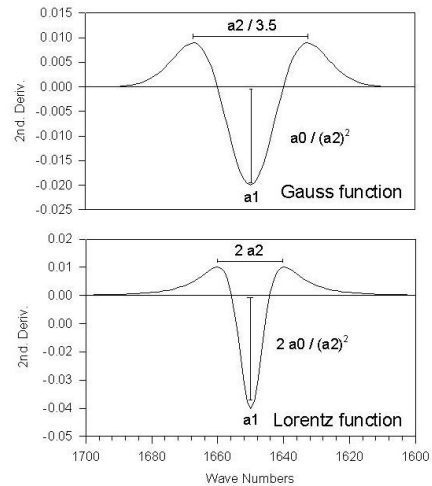 0.015
a2 / 3.5
0.010
0.005
0.000
-0.005
-0.010
a0 / (a2)²
-0.015
-0.020
a1
Gauss function
-0.025
2nd. Deriv.
0.02
2 a2
0.01
0.00
0.00
-0.02
2 a0 / (a2)²
-0.03
-0.04
a1
Lorentz function
-0.05
2nd. Deriv.
1700 1680 1660 1640 1620 1600
Wave Numbers